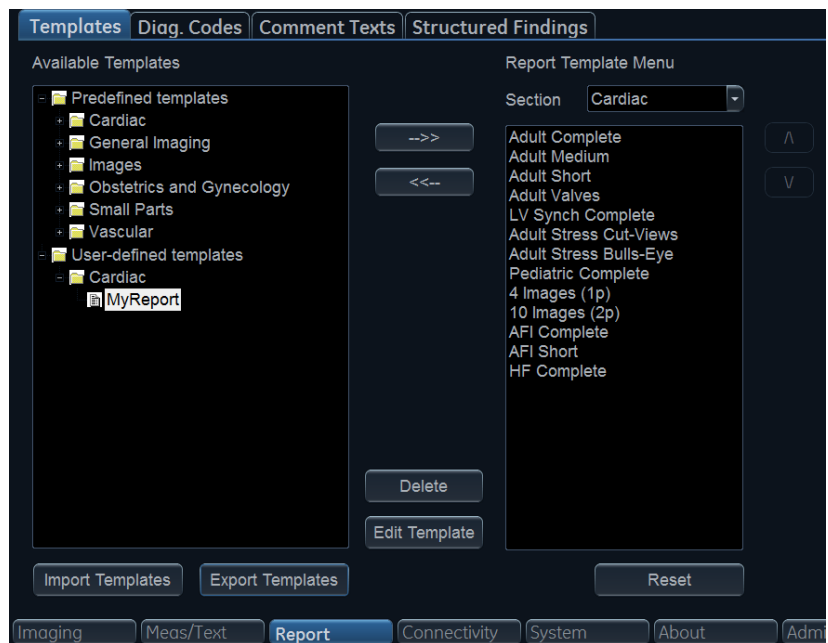 Templates Diag. Codes Comment Texts Structured Findings
Available Templates
Predefined templates
Cardiac
General Imaging
Images
Obstetrics and Gynecology
Small Parts
Vascular
User-defined templates
Cardiac
MyReport
-->>
<<--
Delete
Edit Template
Import Templates Export Templates
Report Template Menu
Section Cardiac
Adult Complete
Adult Medium
Adult Short
Adult Valves
LV Synch Complete
Adult Stress Cut-Views
Adult Stress Bulls-Eye
Pediatric Complete
4 Images (1p)
10 Images (2p)
AFI Complete
AFI Short
HF Complete
/\
\/
Reset
Imaging Meas/Text Report Connectivity System About Admi